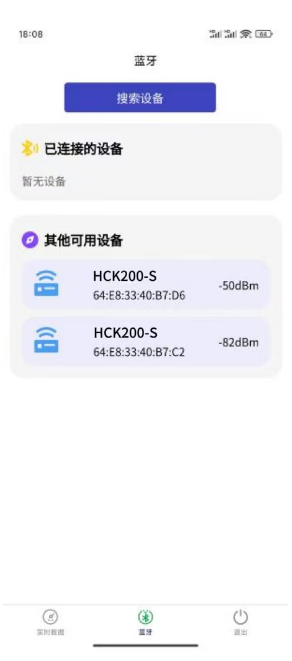 18:08
蓝牙
搜索设备
已连接的设备
暂无设备
其他可用设备
HCK200-S
64:E8:33:40:B7:D6
-50dBm
HCK200-S
64:E8:33:40:B7:C2
-82dBm
实时数据
蓝牙
退出